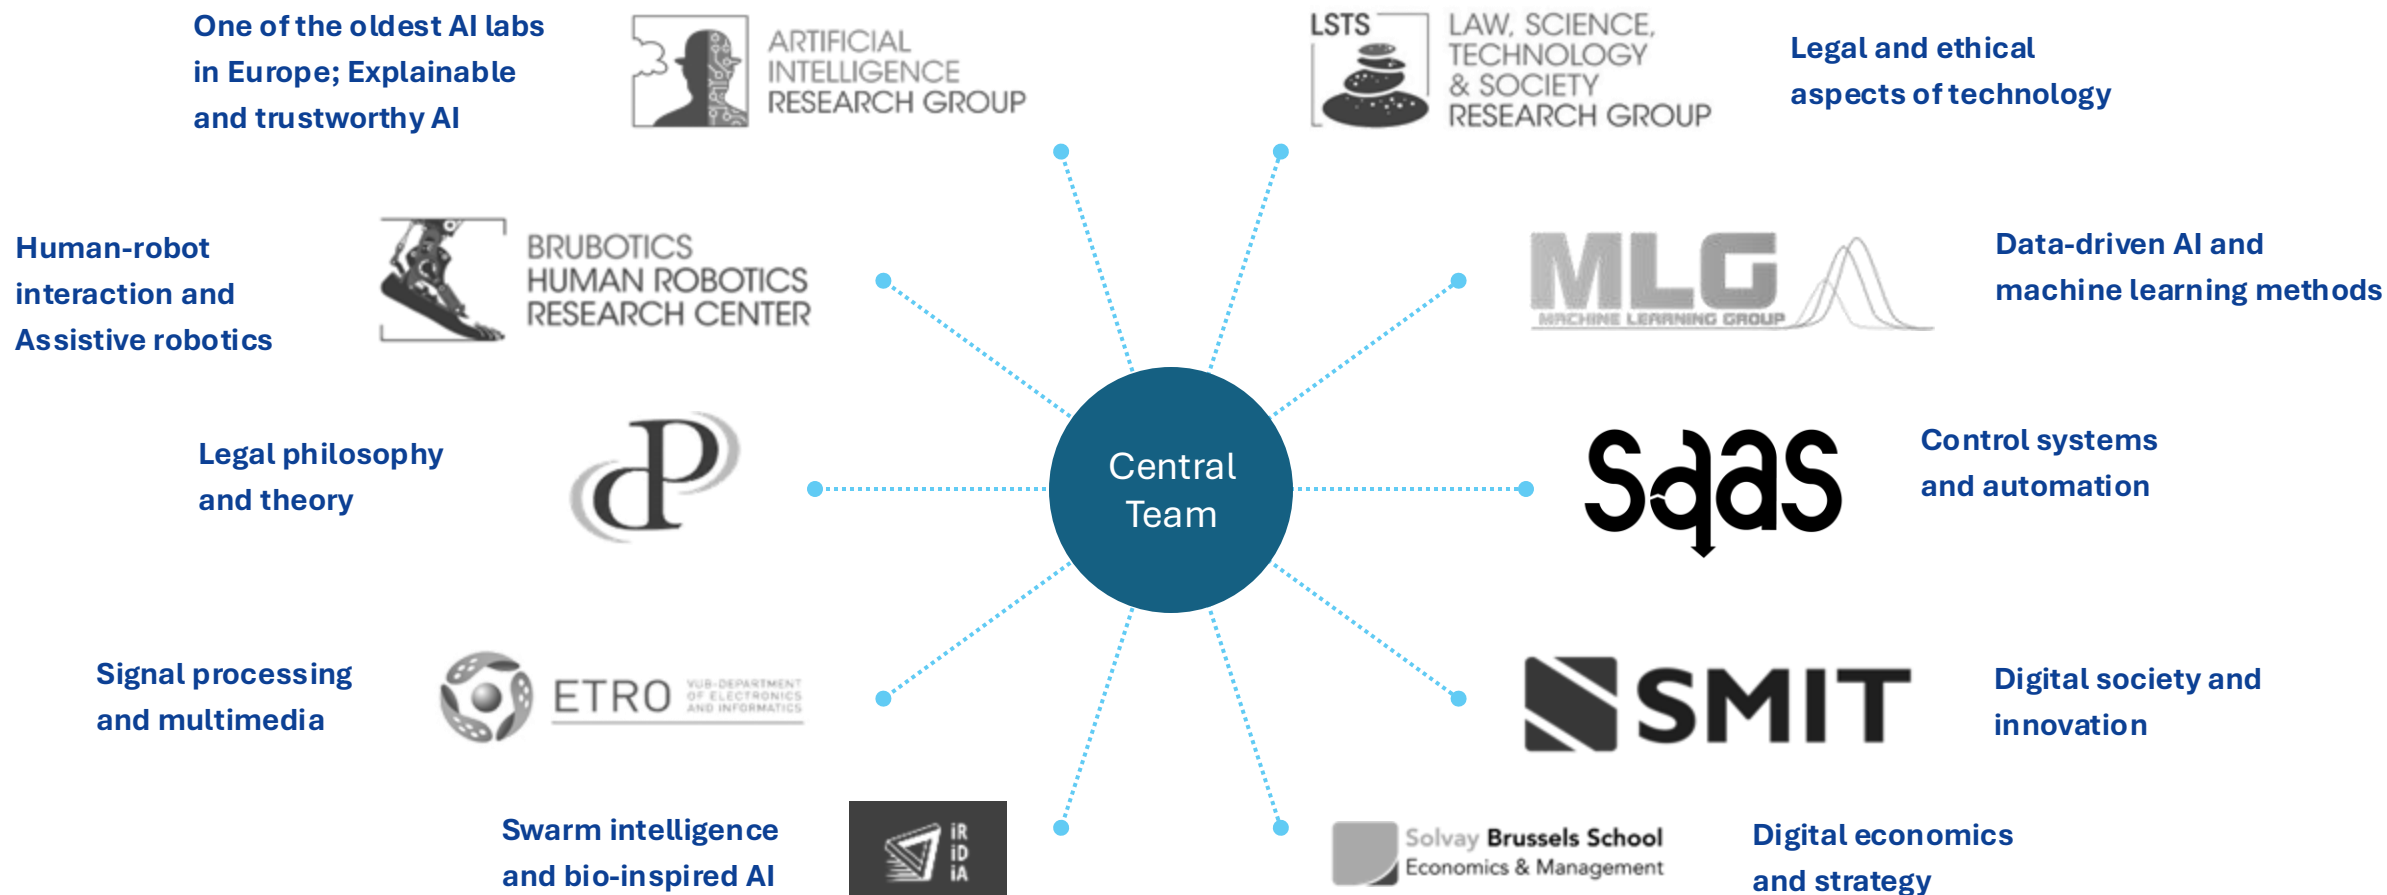 One of the oldest AI labs
in Europe; Explainable
and trustworthy AI
ARTIFICIAL
INTELLIGENCE
RESEARCH GROUP
LSTS
LAW, SCIENCE,
TECHNOLOGY
& SOCIETY
RESEARCH GROUP
Legal and ethical
aspects of technology
Human-robot
interaction and
Assistive robotics
BRUBOTICS
HUMAN ROBOTICS
RESEARCH CENTER
MLG
MACHINE LEARNING GROUP
Data-driven AI and
machine learning methods
Legal philosophy
and theory
dP
Central
Team
saas
Control systems
and automation
Signal processing
and multimedia
ETRO
VUB-DEPARTMENT
OF ELECTRONICS
AND INFORMATICS
SMIT
Digital society and
innovation
Swarm intelligence
and bio-inspired AI
iR
iD
iA
Solvay Brussels School
Economics & Management
Digital economics
and strategy